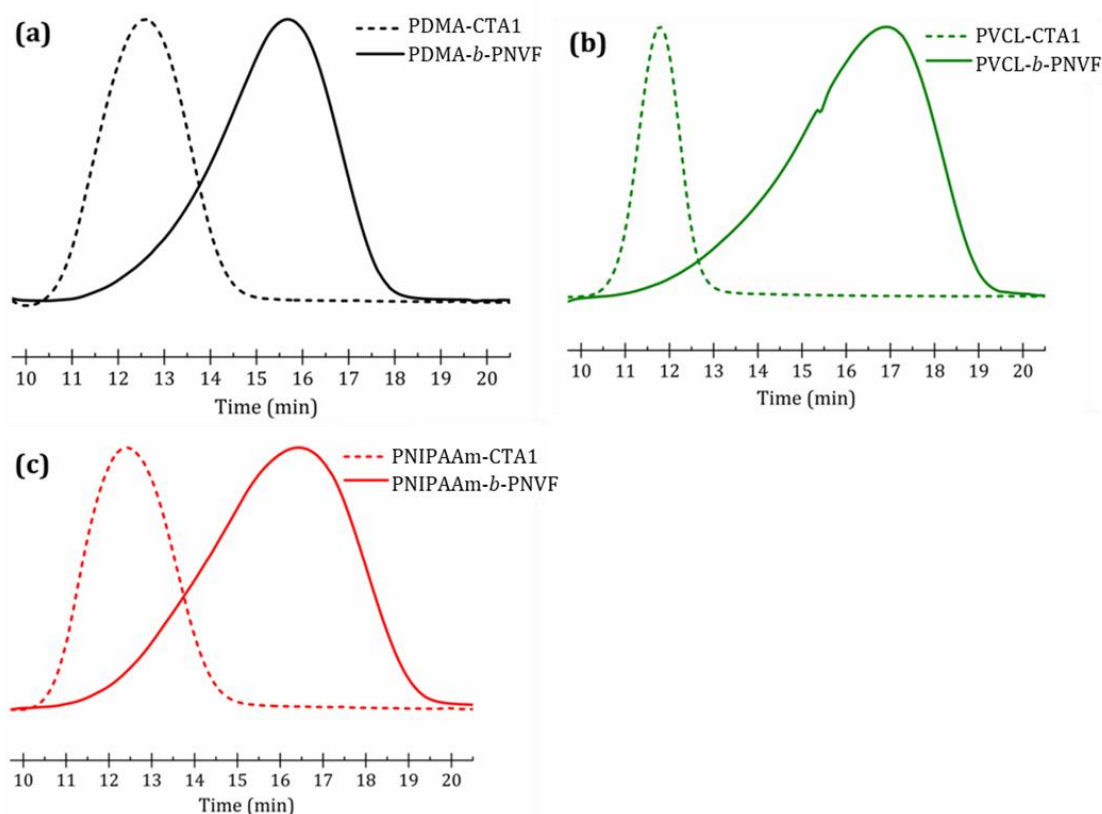 (a)
PDMA-CTA1
PDMA-b-PNVF
10 11 12 13 14 15 16 17 18 19 20
Time (min)
(b)
PVCL-CTA1
PVCL-b-PNVF
10 11 12 13 14 15 16 17 18 19 20
Time (min)
(c)
PNIPAAm-CTA1
PNIPAAm-b-PNVF
10 11 12 13 14 15 16 17 18 19 20
Time (min)